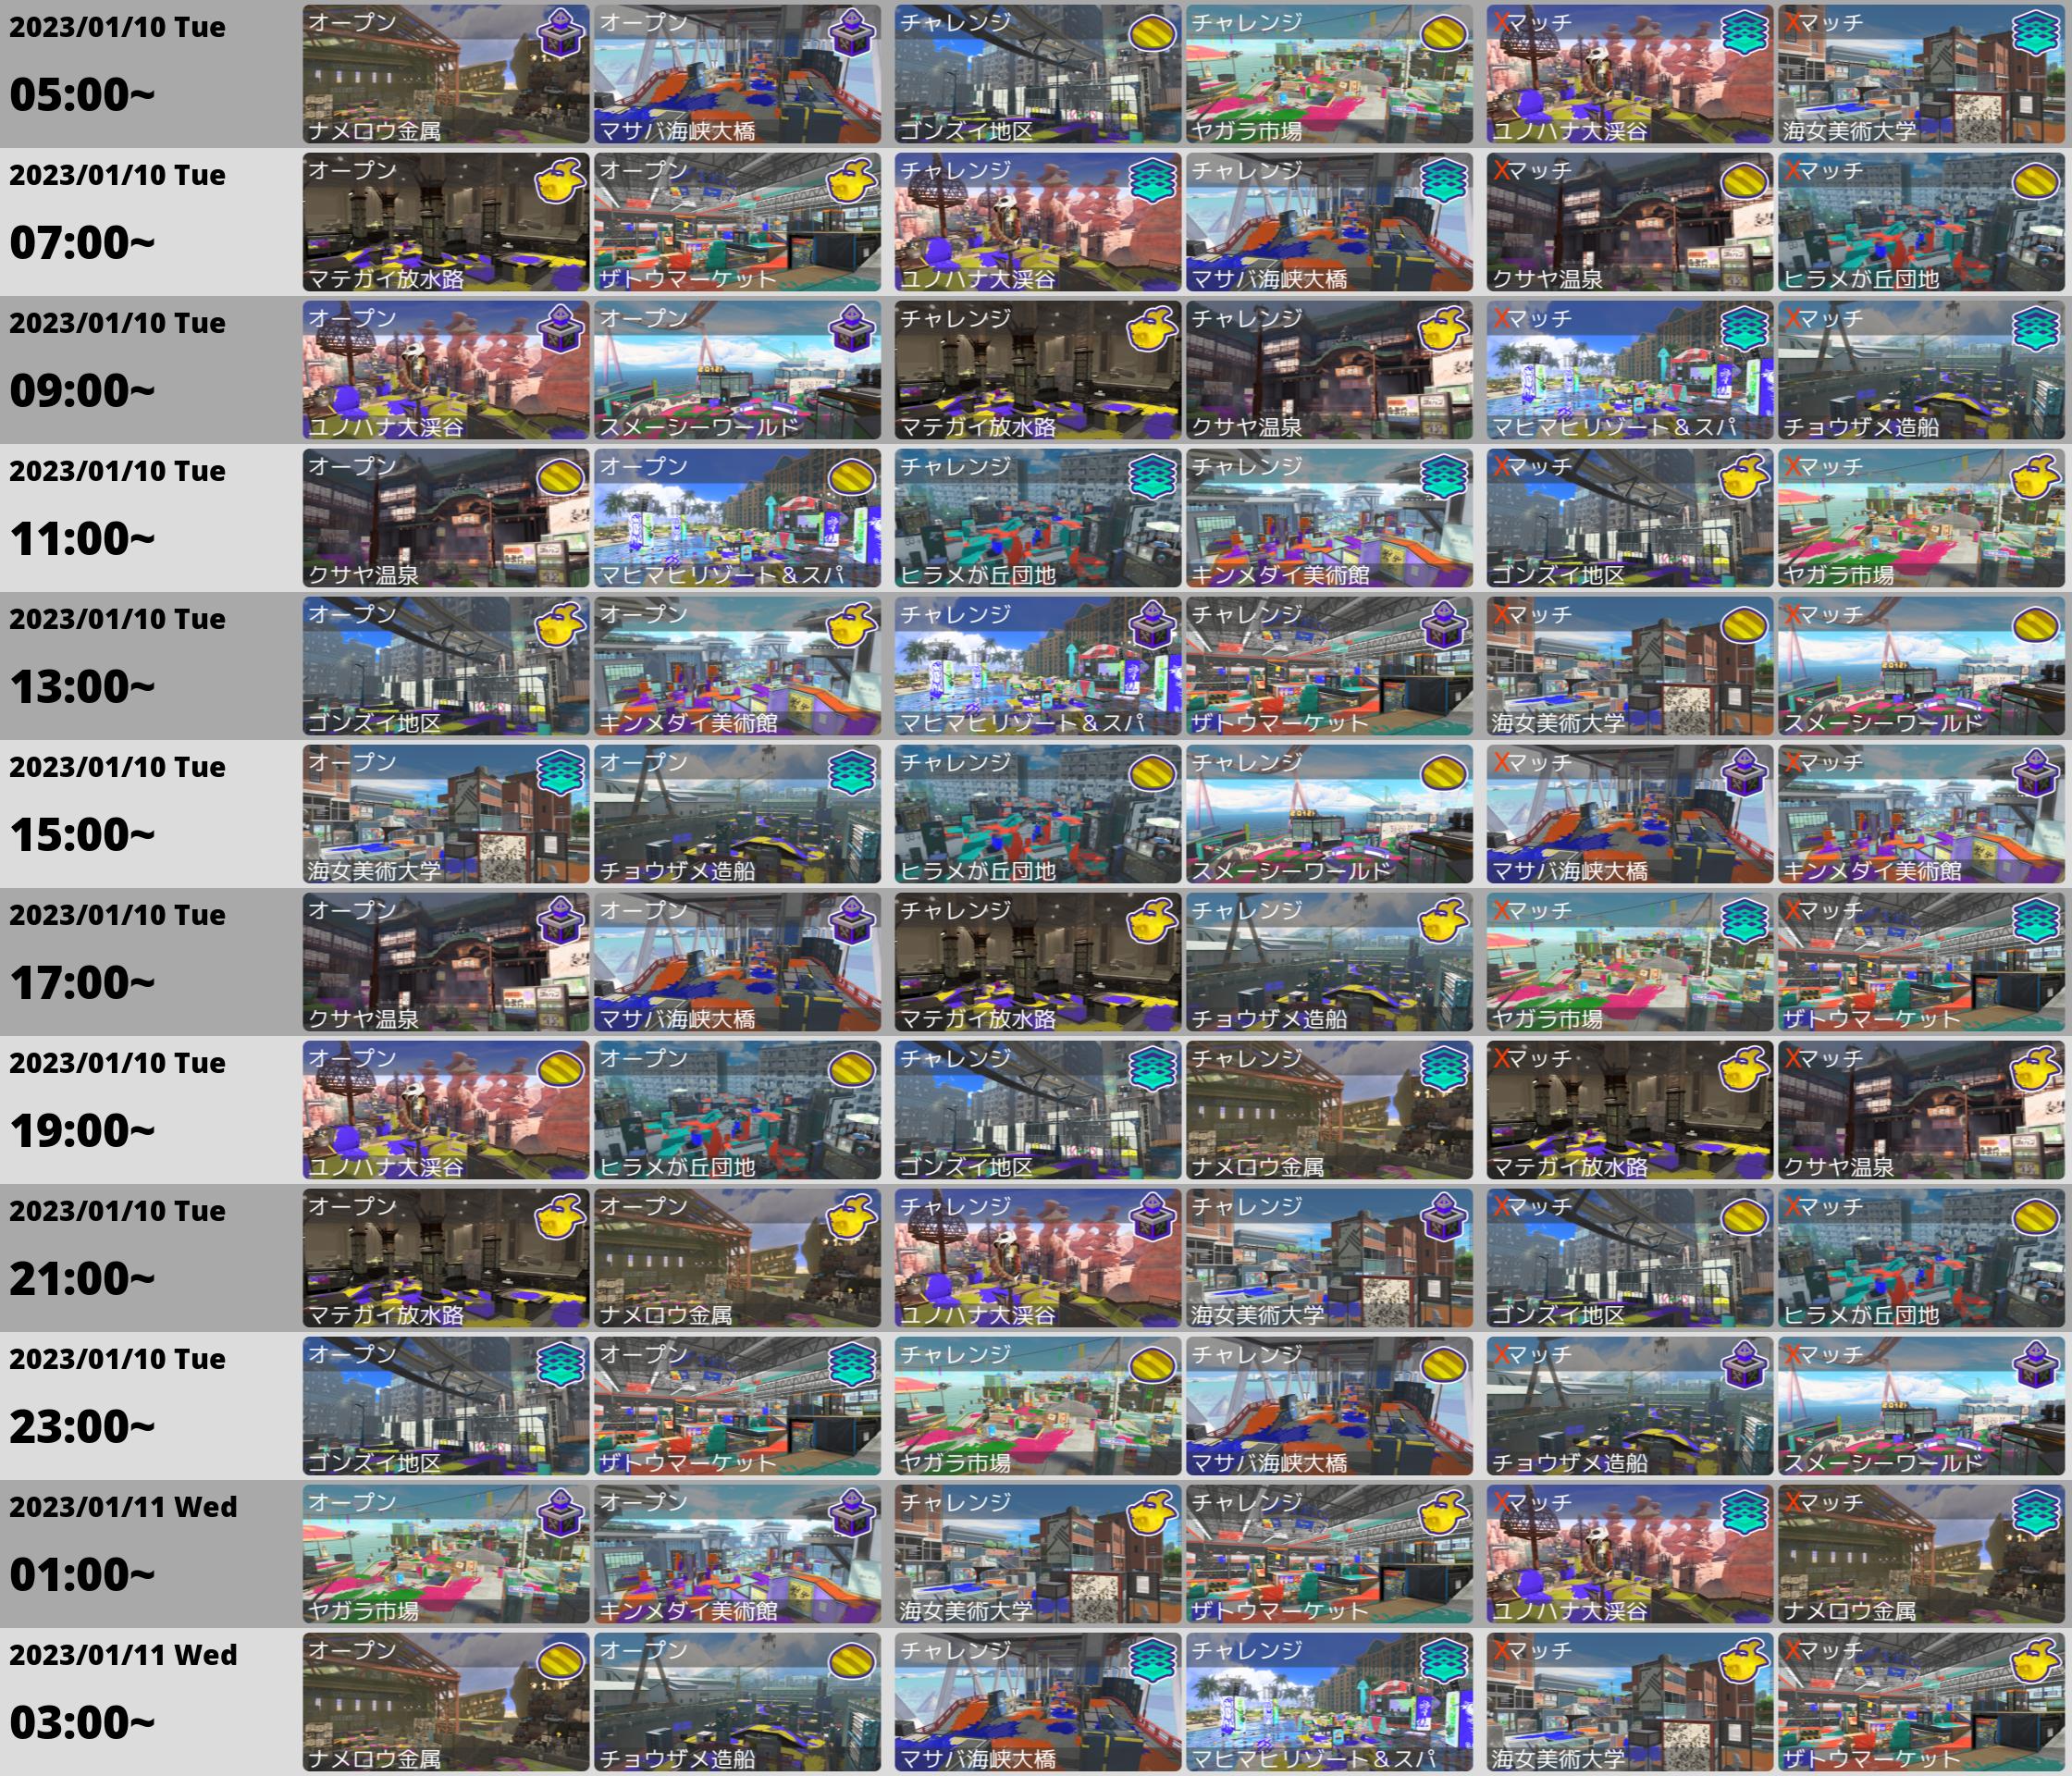 2023/01/10 Tue
05:00~
オープン オープン チャレンジ チャレンジ Xマッチ Xマッチ
ナメロウ金属 マサバ海峡大橋 ゴンズイ地区 ヤガラ市場 ユノハナ大渓谷 海女美術大学
2023/01/10 Tue
07:00~
オープン オープン チャレンジ チャレンジ Xマッチ Xマッチ
マテガイ放水路 ザトウマーケット ユノハナ大渓谷 マサバ海峡大橋 クサヤ温泉 ヒラメが丘団地
2023/01/10 Tue
09:00~
オープン オープン チャレンジ チャレンジ Xマッチ Xマッチ
ユノハナ大渓谷 スメーシーワールド マテガイ放水路 クサヤ温泉 マヒマヒリゾート＆スパ チョウザメ造船
2023/01/10 Tue
11:00~
オープン オープン チャレンジ チャレンジ Xマッチ Xマッチ
クサヤ温泉 マヒマヒリゾート＆スパ ヒラメが丘団地 キンメダイ美術館 ゴンズイ地区 ヤガラ市場
2023/01/10 Tue
13:00~
オープン オープン チャレンジ チャレンジ Xマッチ Xマッチ
ゴンズイ地区 キンメダイ美術館 マヒマヒリゾート＆スパ ザトウマーケット 海女美術大学 スメーシーワールド
2023/01/10 Tue
15:00~
オープン オープン チャレンジ チャレンジ Xマッチ Xマッチ
海女美術大学 チョウザメ造船 ヒラメが丘団地 スメーシーワールド マサバ海峡大橋 キンメダイ美術館
2023/01/10 Tue
17:00~
オープン オープン チャレンジ チャレンジ Xマッチ Xマッチ
クサヤ温泉 マサバ海峡大橋 マテガイ放水路 チョウザメ造船 ヤガラ市場 ザトウマーケット
2023/01/10 Tue
19:00~
オープン オープン チャレンジ チャレンジ Xマッチ Xマッチ
ユノハナ大渓谷 ヒラメが丘団地 ゴンズイ地区 ナメロウ金属 マテガイ放水路 クサヤ温泉
2023/01/10 Tue
21:00~
オープン オープン チャレンジ チャレンジ Xマッチ Xマッチ
マテガイ放水路 ナメロウ金属 ユノハナ大渓谷 海女美術大学 ゴンズイ地区 ヒラメが丘団地
2023/01/10 Tue
23:00~
オープン オープン チャレンジ チャレンジ Xマッチ Xマッチ
ゴンズイ地区 ザトウマーケット ヤガラ市場 マサバ海峡大橋 チョウザメ造船 スメーシーワールド
2023/01/11 Wed
01:00~
オープン オープン チャレンジ チャレンジ Xマッチ Xマッチ
ヤガラ市場 キンメダイ美術館 海女美術大学 ザトウマーケット ユノハナ大渓谷 ナメロウ金属
2023/01/11 Wed
03:00~
オープン オープン チャレンジ チャレンジ Xマッチ Xマッチ
ナメロウ金属 チョウザメ造船 マサバ海峡大橋 マヒマヒリゾート＆スパ 海女美術大学 ザトウマーケット